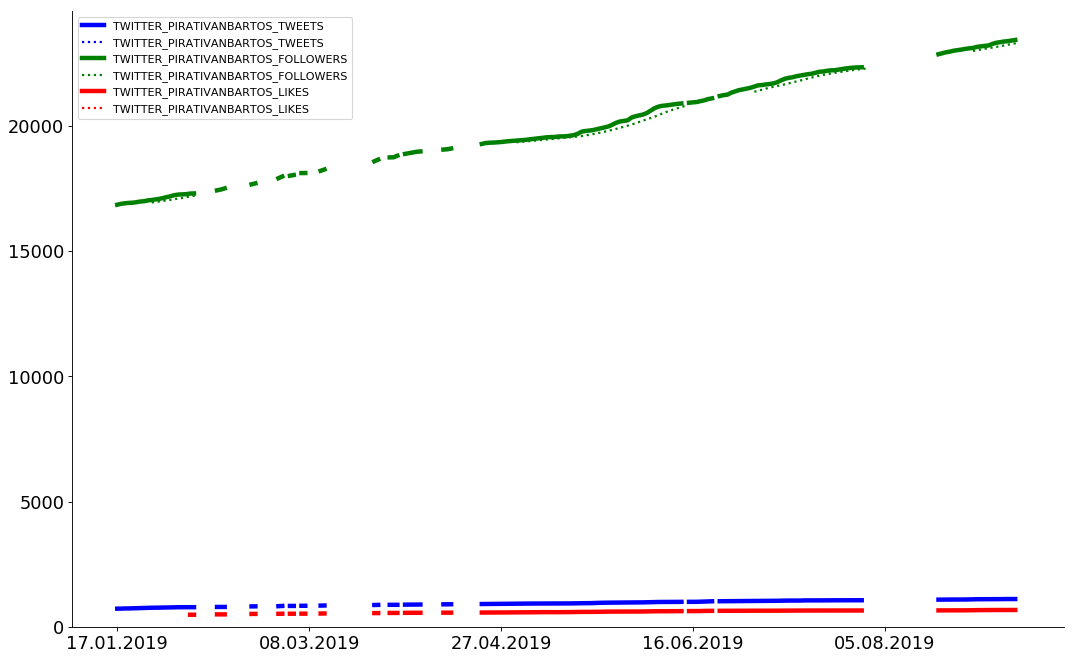 TWITTER_PIRATIVANBARTOS_TWEETS
TWITTER_PIRATIVANBARTOS_TWEETS
TWITTER_PIRATIVANBARTOS_FOLLOWERS
TWITTER_PIRATIVANBARTOS_FOLLOWERS
TWITTER_PIRATIVANBARTOS_LIKES
TWITTER_PIRATIVANBARTOS_LIKES
20000
15000
10000
5000
0
17.01.2019 08.03.2019 27.04.2019 16.06.2019 05.08.2019